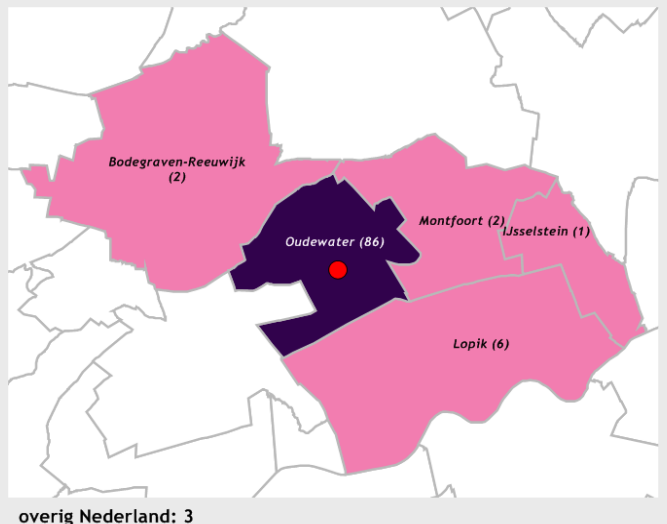 Bodegraven-Reeuwijk
(2)
Oudewater (86)
Montfoort (2)
IJsselstein (1)
Lopik (6)
overig Nederland: 3